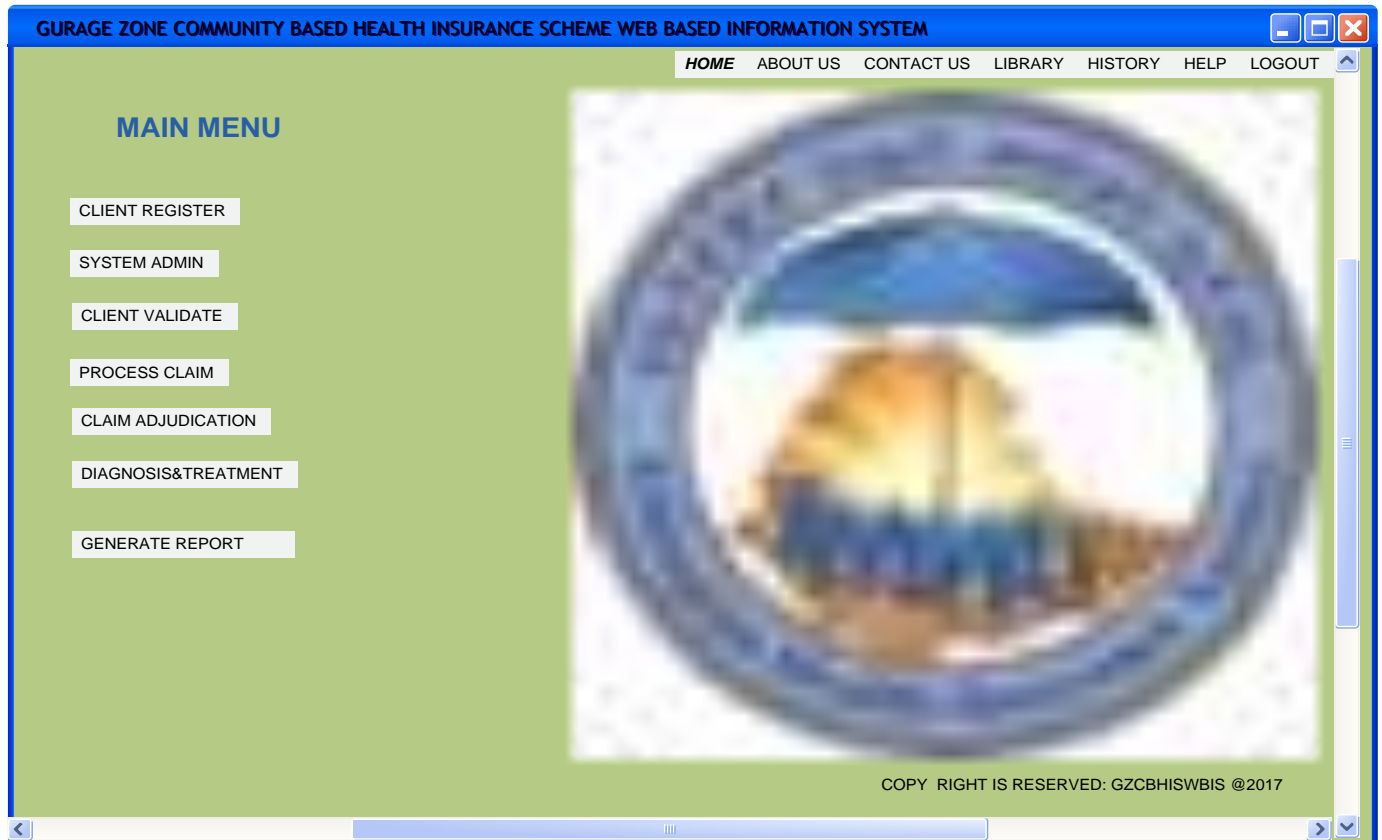 GURAGE ZONE COMMUNITY BASED HEALTH INSURANCE SCHEME WEB BASED INFORMATION SYSTEM
HOME ABOUT US CONTACT US LIBRARY HISTORY HELP LOGOUT
MAIN MENU
CLIENT REGISTER
SYSTEM ADMIN
CLIENT VALIDATE
PROCESS CLAIM
CLAIM ADJUDICATION
DIAGNOSIS&TREATMENT
GENERATE REPORT
COPY RIGHT IS RESERVED: GZCBHISWBIS @2017